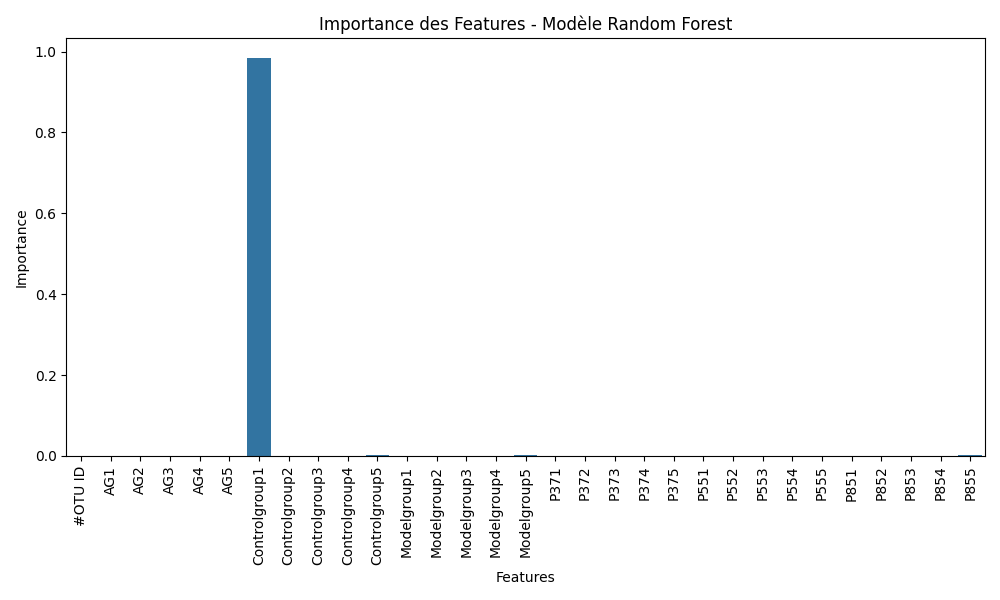 Importance des Features - Modèle Random Forest
Importance
1.0
0.8
0.6
0.4
0.2
0.0
#OTU ID
AG1
AG2
AG3
AG4
AG5
Controlgroup1
Controlgroup2
Controlgroup3
Controlgroup4
Controlgroup5
Modelgroup1
Modelgroup2
Modelgroup3
Modelgroup4
Modelgroup5
P371
P372
P373
P374
P375
P551
P552
P553
P554
P555
P851
P852
P853
P854
P855
Features